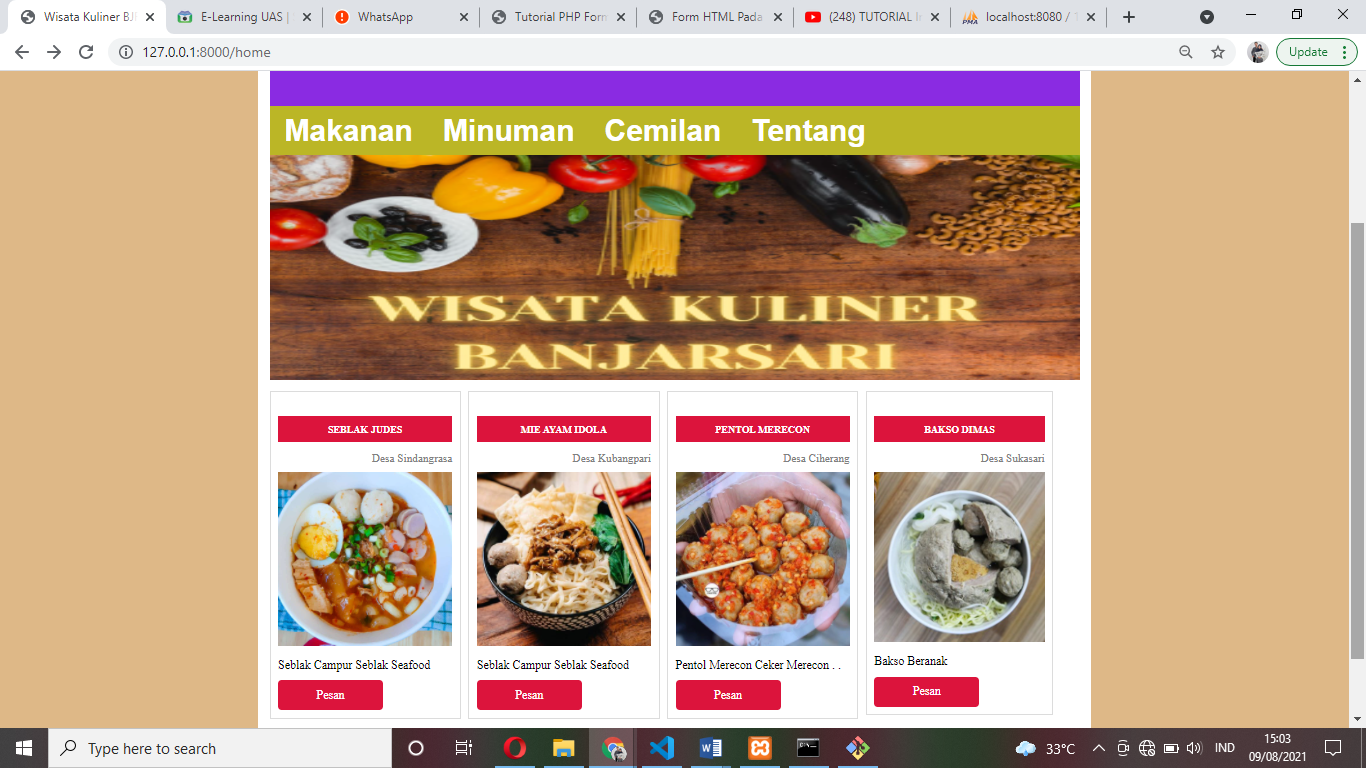 Wisata Kuliner BJ
E-Learning UAS |
WhatsApp
Tutorial PHP Form
Form HTML Pada
(248) TUTORIAL
localhost:8080 /
127.0.0.1:8000/home
Update
Makanan Minuman Cemilan Tentang
WISATA KULINER
BANJARSARI
SEBLAK JUDES
Desa Sindangrasa
Seblak Campur Seblak Seafood
Pesan
MIE AYAM IDOLA
Desa Kubangpari
Seblak Campur Seblak Seafood
Pesan
PENTOL MERECON
Desa Ciherang
Pentol Merecon Ceker Merecon . .
Pesan
BAKSO DIMAS
Desa Sukasari
Bakso Beranak
Pesan
Type here to search
33°C
IND
15:03
09/08/2021